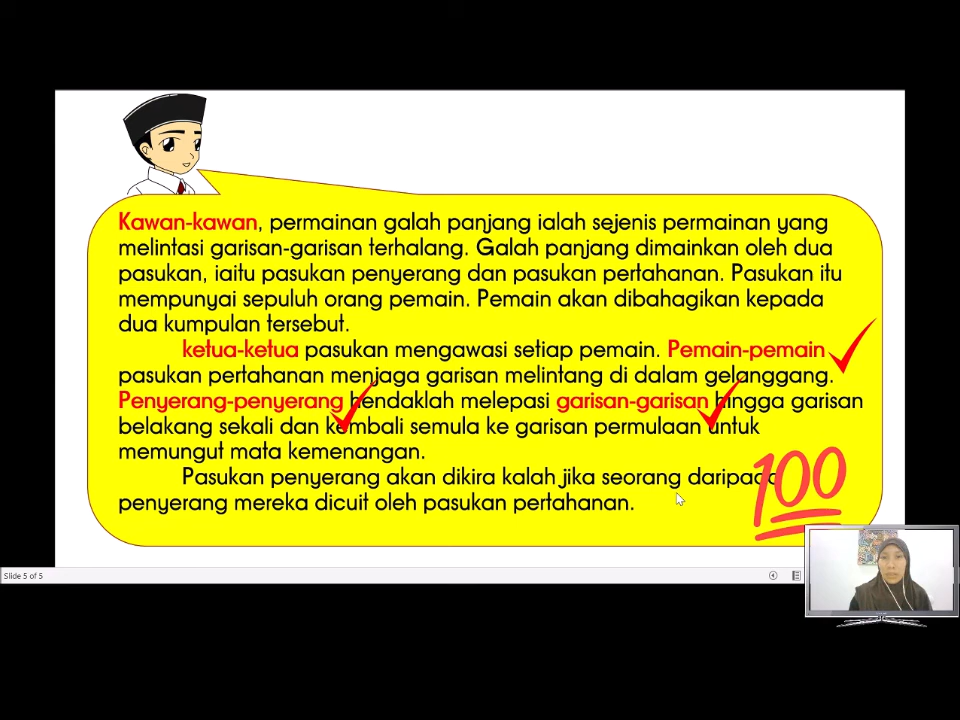 Kawan-kawan, permainan galah panjang ialah sejenis permainan yang
melintasi garisan-garisan terhalang. Galah panjang dimainkan oleh dua
pasukan, iaitu pasukan penyerang dan pasukan pertahanan. Pasukan itu
mempunyai sepuluh orang pemain. Pemain akan dibahagikan kepada
dua kumpulan tersebut.
ketua-ketua pasukan mengawasi setiap pemain. Pemain-pemain
pasukan pertahanan menjaga garisan melintang di dalam gelanggang.
Penyerang-penyerang hendaklah melepasi garisan-garisan hingga garisan
belakang sekali dan kembali semula ke garisan permulaan untuk
memungut mata kemenangan.
Pasukan penyerang akan dikira kalah jika seorang daripada
penyerang mereka dicuit oleh pasukan pertahanan.
100
Slide 5 of 5